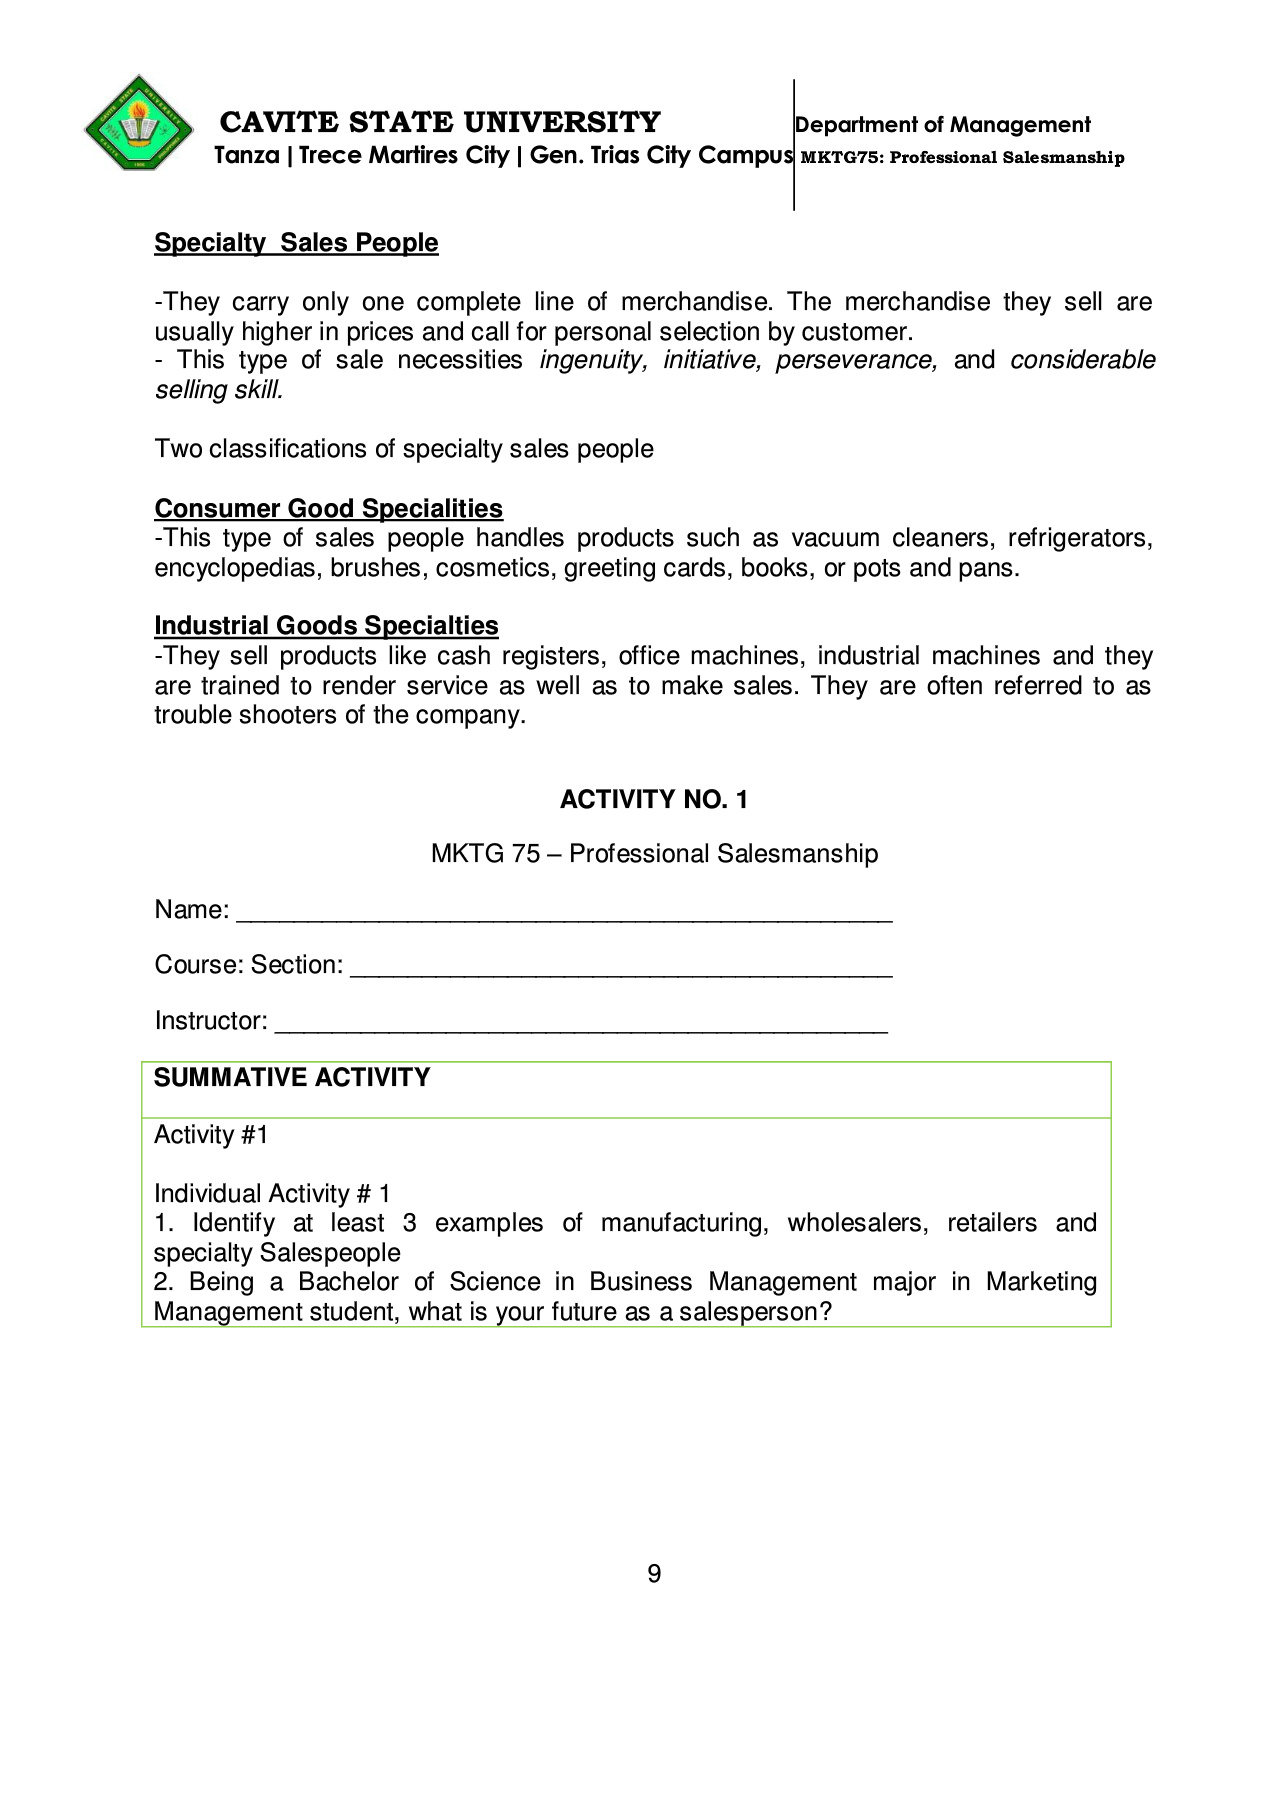 CAVITE STATE UNIVERSITY
Department of Management
Tanza | Trece Martires City | Gen. Trias City Campus
MKTG75: Professional Salesmanship
Specialty Sales People
-They carry only one complete line of merchandise. The merchandise they sell are
usually higher in prices and call for personal selection by customer.
- This type of sale necessities ingenuity, initiative, perseverance, and considerable
selling skill.
Two classifications of specialty sales people
Consumer Good Specialities
-This type of sales people handles products such as vacuum cleaners, refrigerators,
encyclopedias, brushes, cosmetics, greeting cards, books, or pots and pans.
Industrial Goods Specialties
-They sell products like cash registers, office machines, industrial machines and they
are trained to render service as well as to make sales. They are often referred to as
trouble shooters of the company.
ACTIVITY NO. 1
MKTG 75 – Professional Salesmanship
Name: _______________________________________________
Course: Section: _______________________________________
Instructor: ____________________________________________
SUMMATIVE ACTIVITY
Activity #1
Individual Activity # 1
1. Identify at least 3 examples of manufacturing, wholesalers, retailers and
specialty Salespeople
2. Being a Bachelor of Science in Business Management major in Marketing
Management student, what is your future as a salesperson?
9